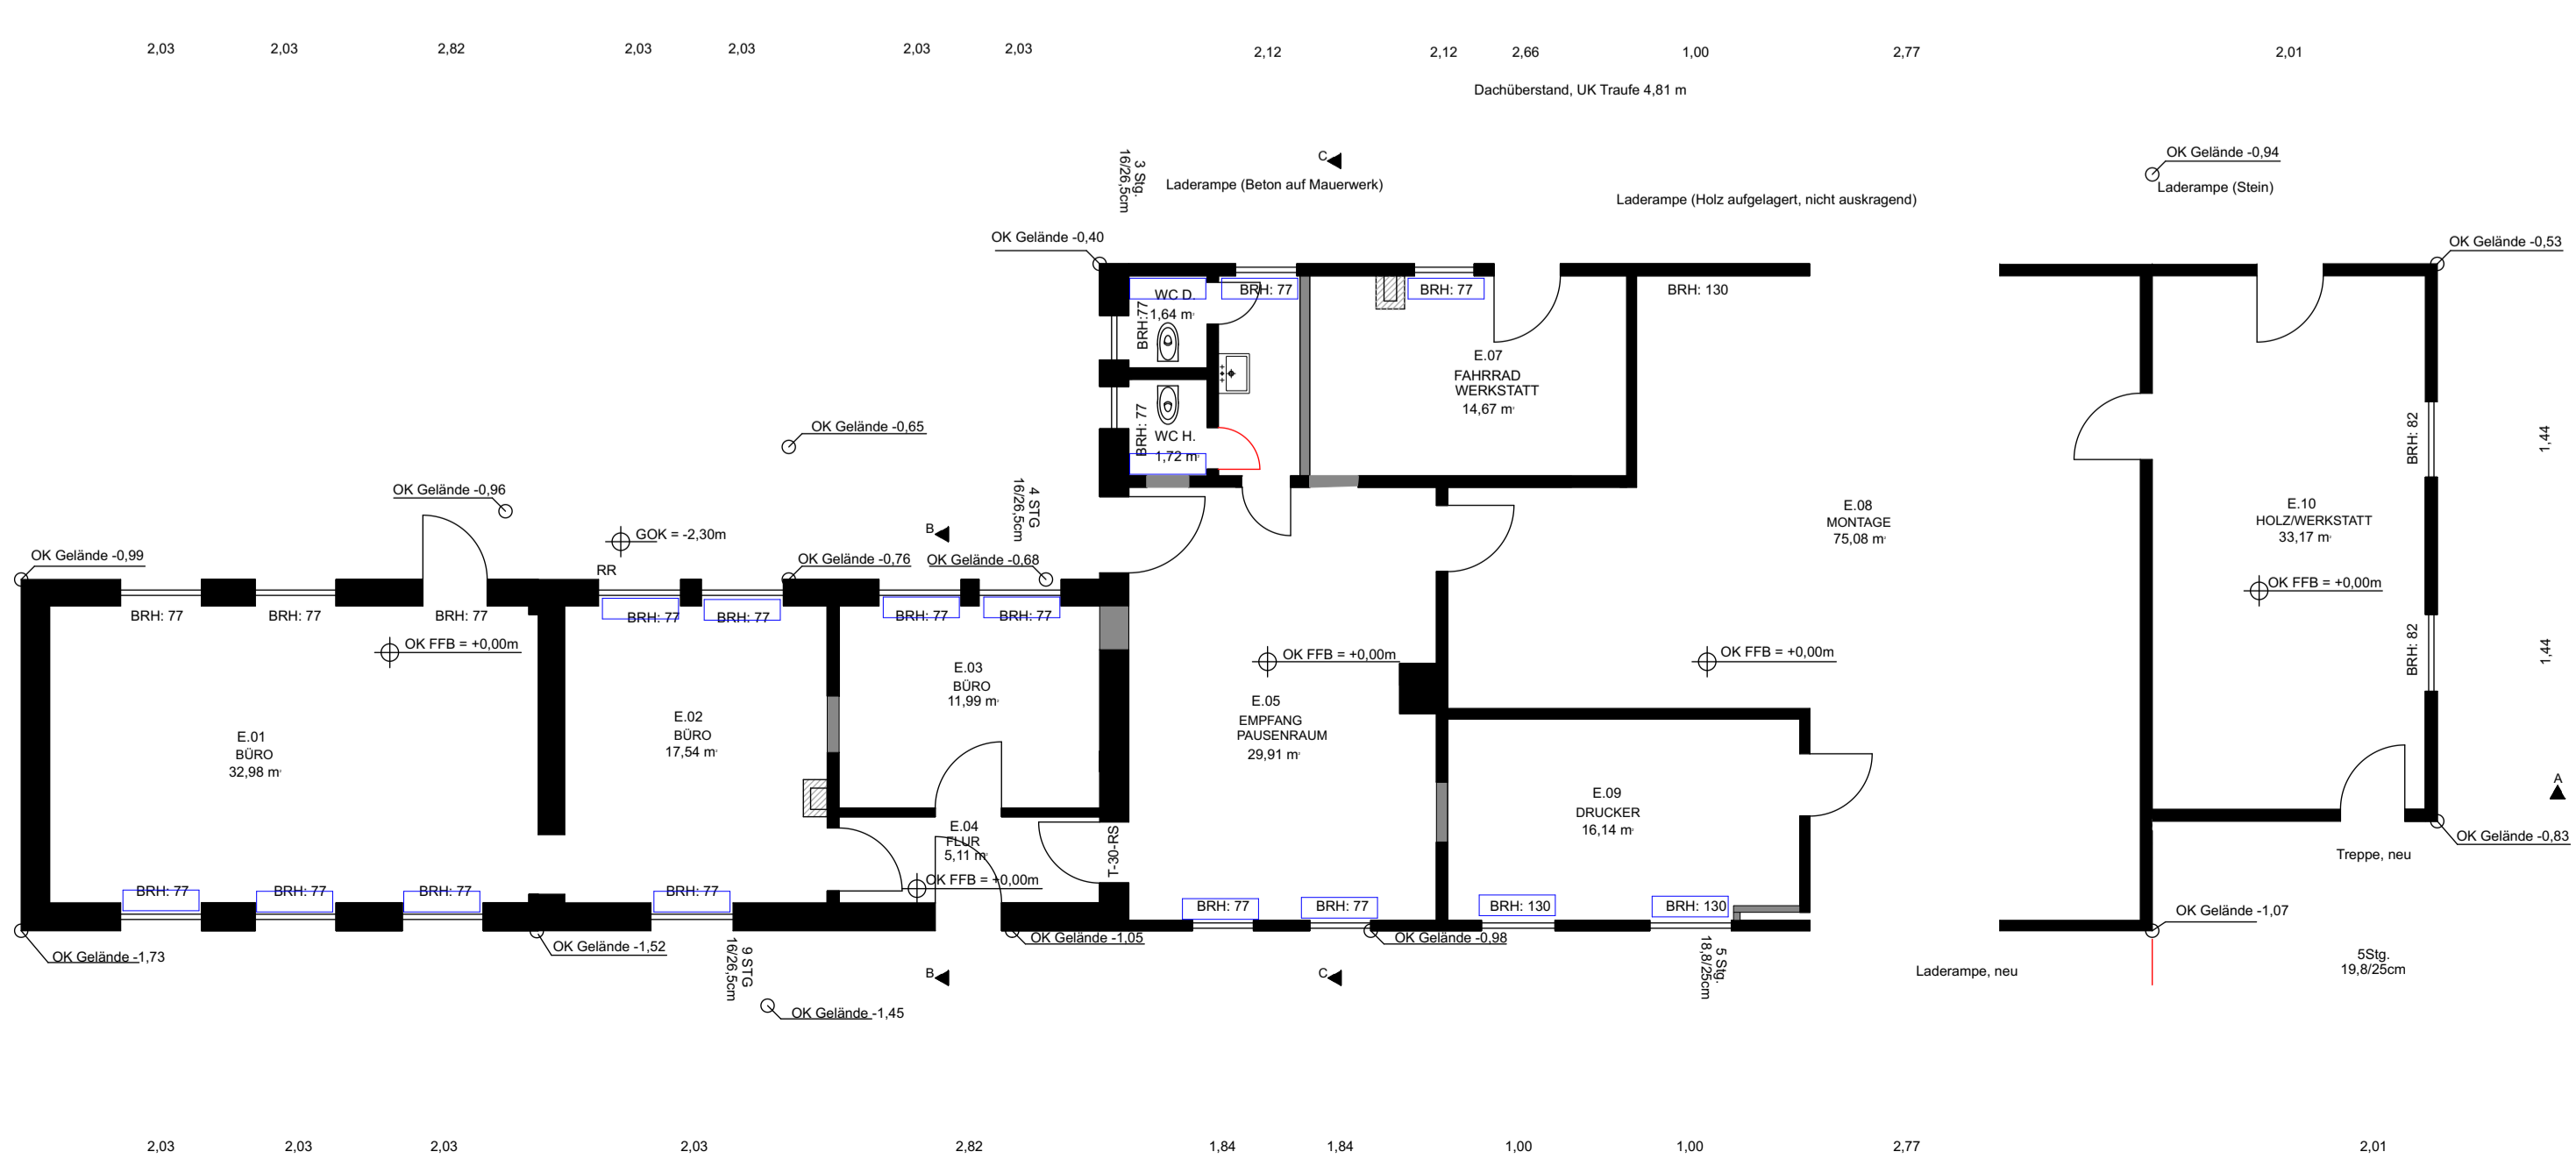 2,03
2,03
2,82
2,03
2,03
2,03
2,03
2,12
2,12
2,66
1,00
2,77
2,01
Dachüberstand, UK Traufe 4,81 m
3 Stg.
16/26,5cm
C
Laderampe (Beton auf Mauerwerk)
Laderampe (Holz aufgelagert, nicht auskragend)
OK Gelände -0,94
Laderampe (Stein)
OK Gelände -0,40
OK Gelände -0,53
WC D.
1,64 m²
BRH:77
BRH: 77
BRH: 77
BRH: 130
E.07
FAHRRAD
WERKSTATT
14,67 m²
BRH: 77
WC H.
1,72 m²
OK Gelände -0,65
BRH: 82
1,44
OK Gelände -0,96
4 STG
16/26,5cm
GOK = -2,30m
B
E.08
MONTAGE
75,08 m²
E.10
HOLZ/WERKSTATT
33,17 m²
OK Gelände -0,99
RR
OK Gelände -0,76
OK Gelände -0,68
OK FFB = +0,00m
BRH: 77
BRH: 77
BRH: 77
BRH: 77
BRH: 77
BRH: 77
BRH: 77
OK FFB = +0,00m
OK FFB = +0,00m
OK FFB = +0,00m
BRH: 82
1,44
E.03
BÜRO
11,99 m²
E.05
EMPFANG
PAUSENRAUM
29,91 m²
E.02
BÜRO
17,54 m²
E.01
BÜRO
32,98 m²
E.09
DRUCKER
16,14 m²
A
E.04
FLUR
5,11 m²
T-30-RS
OK Gelände -0,83
Treppe, neu
OK FFB = +0,00m
BRH: 77
BRH: 77
BRH: 77
BRH: 77
BRH: 77
BRH: 77
BRH: 130
BRH: 130
OK Gelände -1,07
OK Gelände -1,73
OK Gelände -1,52
OK Gelände -1,05
OK Gelände -0,98
9 STG
16/26,5cm
B
C
5 Stg.
18,8/25cm
Laderampe, neu
5Stg.
19,8/25cm
OK Gelände -1,45
2,03
2,03
2,03
2,03
2,82
1,84
1,84
1,00
1,00
2,77
2,01